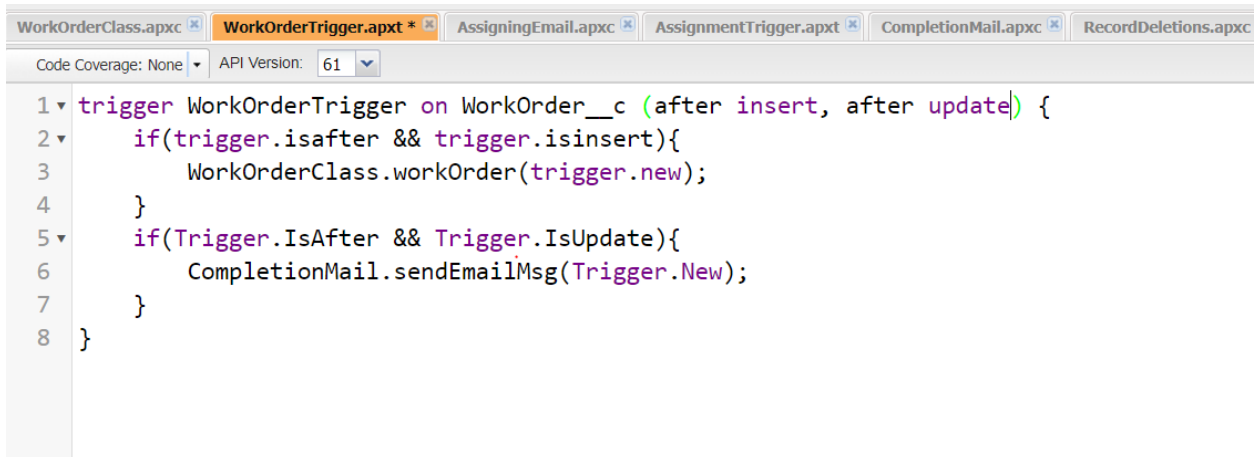 WorkOrderClass.apxc WorkOrderTrigger.apxt * AssigningEmail.apxc AssignmentTrigger.apxt CompletionMail.apxc RecordDeletions.apxc
Code Coverage: None API Version: 61
1 trigger WorkOrderTrigger on WorkOrder__c (after insert, after update) {
2 if(trigger.isafter && trigger.isinsert){
3 WorkOrderClass.workOrder(trigger.new);
4 }
5 if(Trigger.IsAfter && Trigger.IsUpdate){
6 CompletionMail.sendEmailMsg(Trigger.New);
7 }
8 }